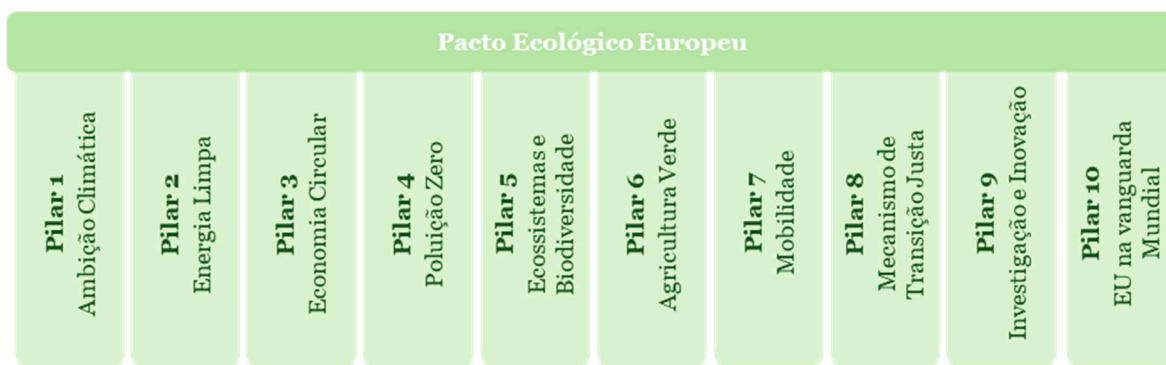 Pacto Ecológico Europeu
Pilar 1
Ambição Climática
Pilar 2
Energia Limpa
Pilar 3
Economia Circular
Pilar 4
Poluição Zero
Pilar 5
Ecossistemas e
Biodiversidade
Pilar 6
Agricultura Verde
Pilar 7
Mobilidade
Pilar 8
Mecanismo de
Transição Justa
Pilar 9
Investigação e Inovação
Pilar 10
EU na vanguarda
Mundial